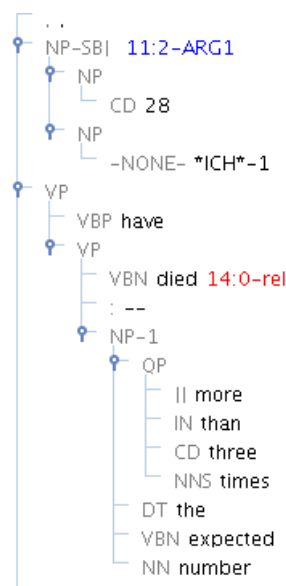 , ,
NP-SBJ 11:2-ARG1
NP
CD 28
NP
-NONE- *ICH*-1
VP
VBP have
VP
VBN died 14:0-rel
: --
NP-1
QP
JJ more
IN than
CD three
NNS times
DT the
VBN expected
NN number